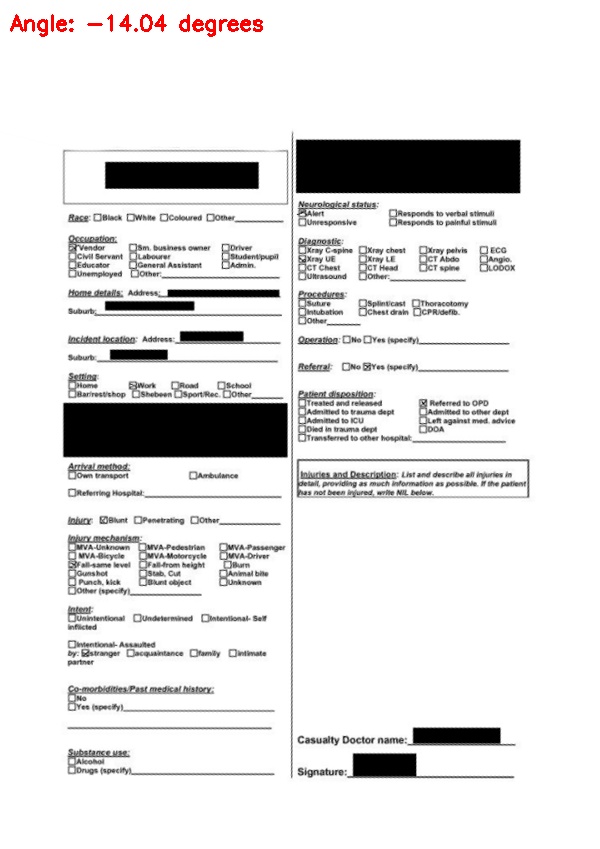 Angle: −14.04 degrees
Race: ☐Black ☐White ☐Coloured ☐Other
Occupation:
☒Vendor ☐Sm. business owner ☐Driver
☐Civil Servant ☐Labourer ☐Student/pupil
☐Educator ☐General Assistant ☐Admin.
☐Unemployed ☐Other:
Home details: Address:
Suburb:
Incident location: Address:
Suburb:
Setting:
☐Home ☒Work ☐Road ☐School
☐Bar/rest/shop ☐Shebeen ☐Sport/Rec. ☐Other
Arrival method:
☐Own transport ☐Ambulance
☐Referring Hospital:
Injury: ☒Blunt ☐Penetrating ☐Other
Injury mechanism:
☐MVA-Unknown ☐MVA-Pedestrian ☐MVA-Passenger
☐MVA-Bicycle ☐MVA-Motorcycle ☐MVA-Driver
☒Fall-same level ☐Fall-from height ☐Burn
☐Gunshot ☐Stab, Cut ☐Animal bite
☐Punch, kick ☐Blunt object ☐Unknown
☐Other (specify)
Intent:
☐Unintentional ☐Undetermined ☐Intentional- Self
inflicted
☐Intentional- Assaulted
by: ☒stranger ☐acquaintance ☐family ☐intimate
partner
Co-morbidities/Past medical history:
☐No
☐Yes (specify)
Substance use:
☐Alcohol
☐Drugs (specify)
Neurological status:
☒Alert ☐Responds to verbal stimuli
☐Unresponsive ☐Responds to painful stimuli
Diagnostic:
☐Xray C-spine ☐Xray chest ☐Xray pelvis ☐ECG
☒Xray UE ☐Xray LE ☐CT Abdo ☐Angio.
☐CT Chest ☐CT Head ☐CT spine ☐LODOX
☐Ultrasound ☐Other:
Procedures:
☐Suture ☐Splint/cast ☐Thoracotomy
☐Intubation ☐Chest drain ☐CPR/defib.
☐Other
Operation: ☐No ☐Yes (specify)
Referral: ☐No ☒Yes (specify)
Patient disposition:
☐Treated and released ☒Referred to OPD
☐Admitted to trauma dept ☐Admitted to other dept
☐Admitted to ICU ☐Left against med. advice
☐Died in trauma dept ☐DOA
☐Transferred to other hospital:
Injuries and Description: List and describe all injuries in
detail, providing as much information as possible. If the patient
has not been injured, write NIL below.
Casualty Doctor name:
Signature: